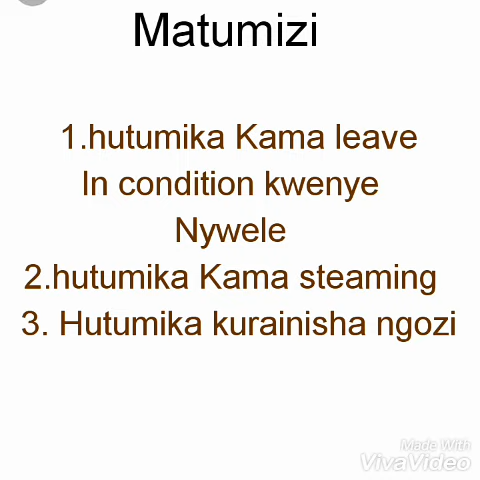 Matumizi
1.hutumika Kama leave
In condition kwenye
Nywele
2.hutumika Kama steaming
3. Hutumika kurainisha ngozi
Made With
VivaVideo